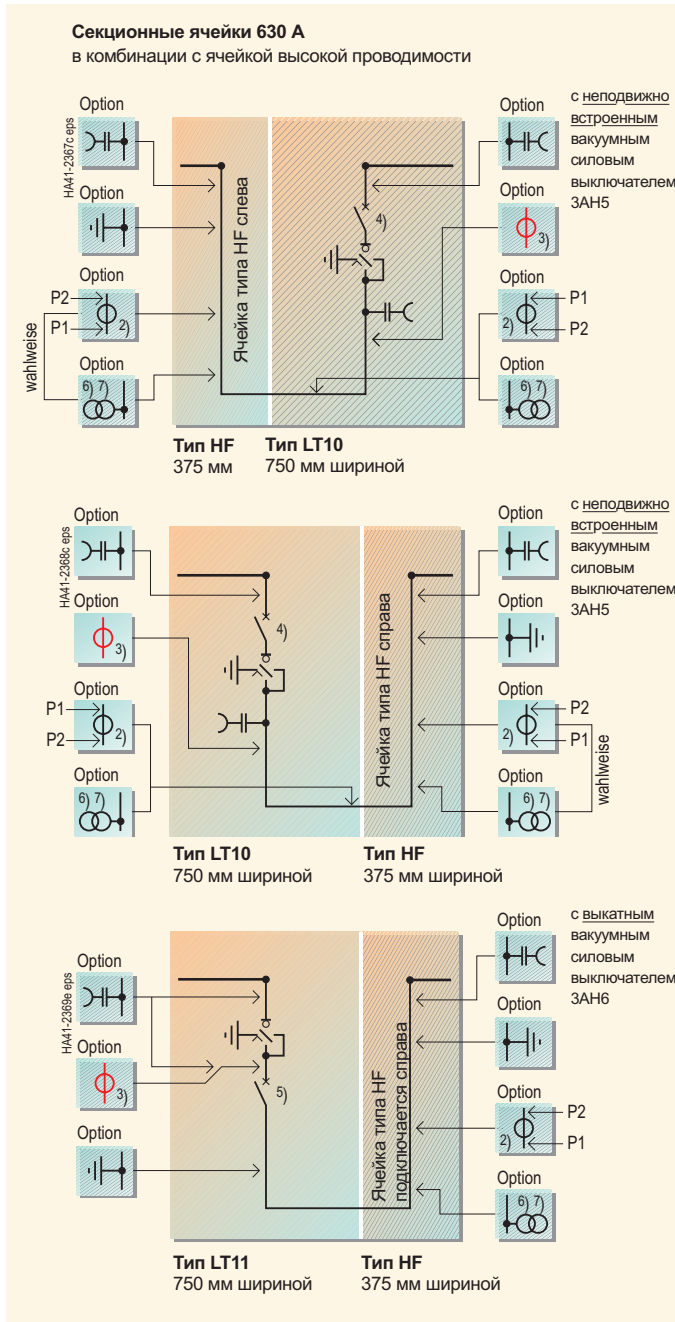 Секционные ячейки 630 А
в комбинации с ячейкой высокой проводимости
Option
HA41-2367c eps
Option
Option
P2
P1
2)
wahlweise
Option
6) 7)
Ячейка типа HF слева
4)
Option
с неподвижно
встроенным
вакуумным
силовым
выключателем
3AH5
Option
3)
Option
P1
2)
P2
Option
6) 7)
Тип HF
375 мм
Тип LT10
750 мм шириной
Option
HA41-2368c eps
Option
3)
Option
P1
P2
2)
Option
6) 7)
4)
Ячейка типа HF справа
Option
с неподвижно
встроенным
вакуумным
силовым
выключателем
3AH5
Option
Option
P2
2)
P1
wahlweise
Option
6) 7)
Тип LT10
750 мм шириной
Тип HF
375 мм шириной
Option
HA41-2369e eps
Option
3)
Option
5)
Ячейка типа HF
подключается справа
Option
с выкатным
вакуумным
силовым
выключателем
3AH6
Option
Option
P2
2)
P1
Option
6) 7)
Тип LT11
750 мм шириной
Тип HF
375 мм шириной